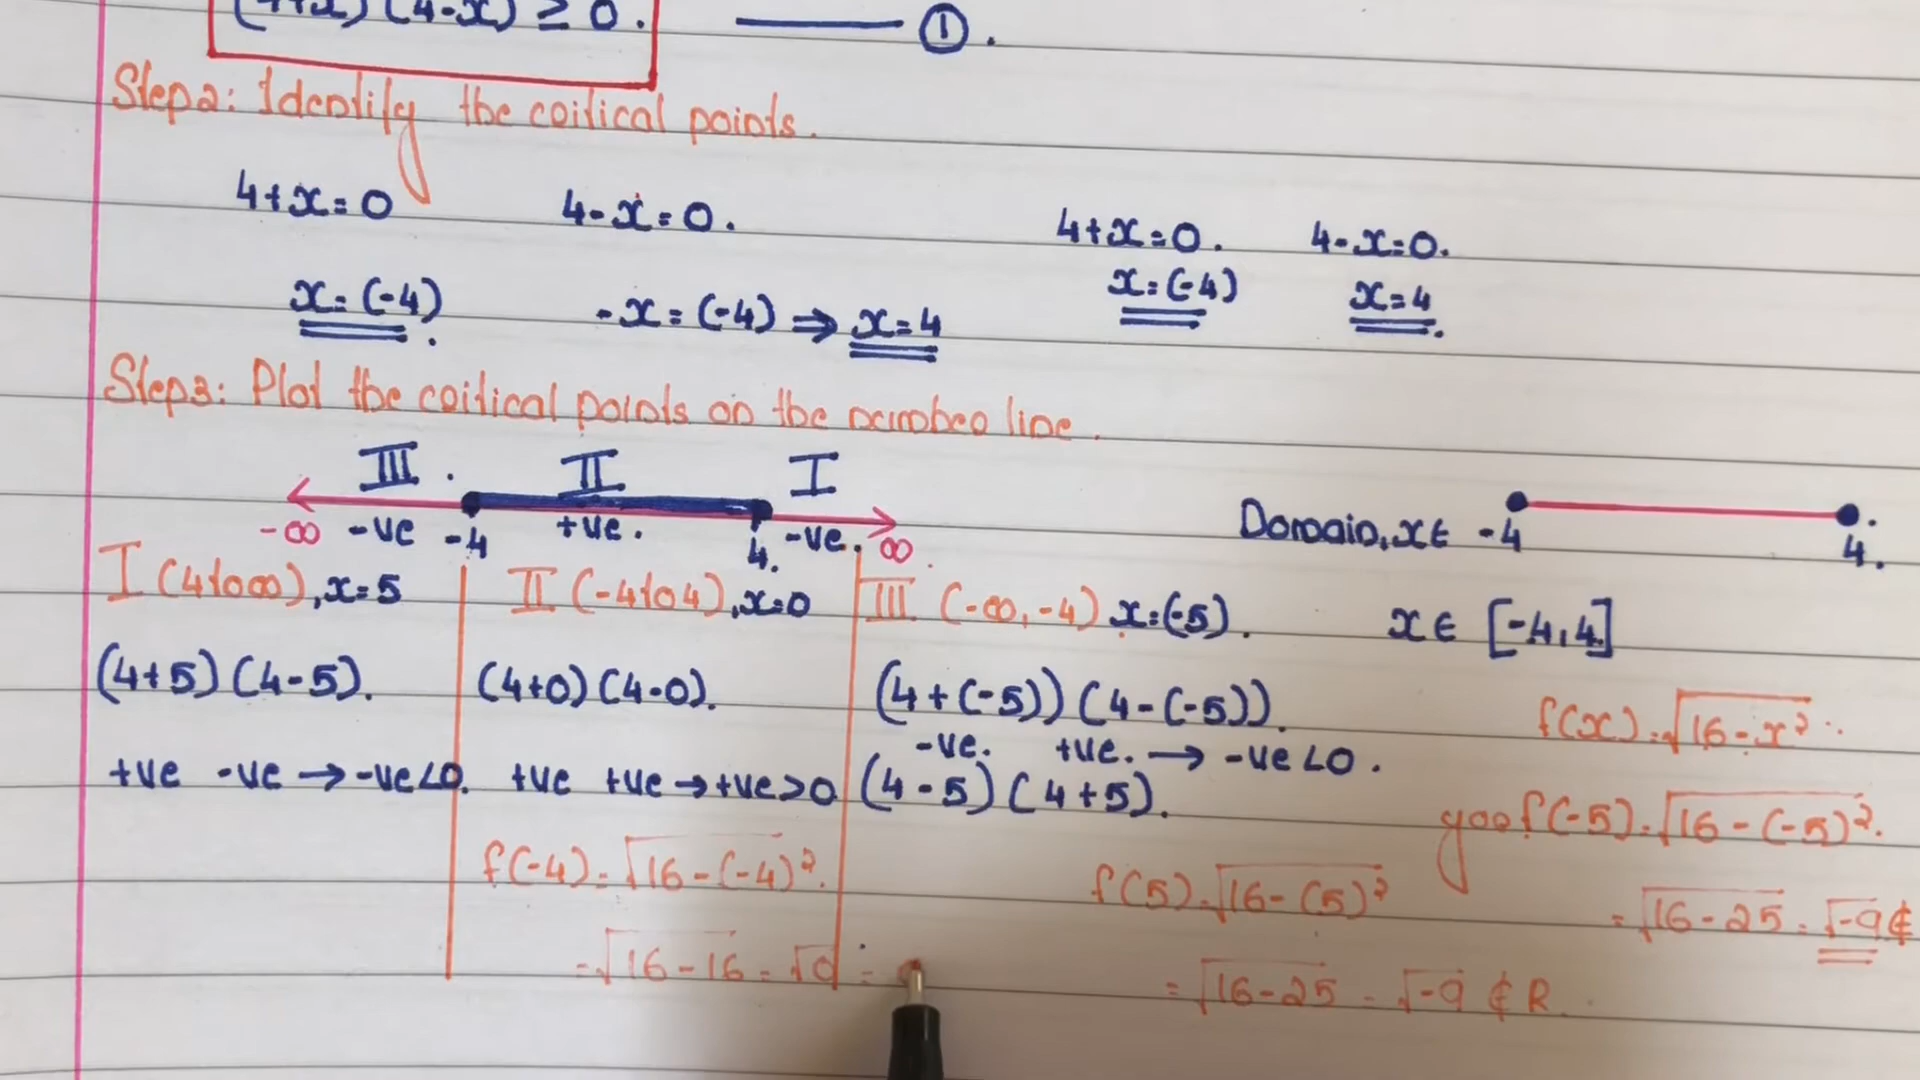 (4+x) (4-x) ≥ 0. ——— ①.
Step2: Identify the critical points.
4+x=0 4-x=0. 4+x=0. 4-x=0.
x=(-4). -x=(-4) ⇒ x=4 x=(-4) x=4.
Step3: Plot the critical points on the number line.
III. II I
-∞ -ve -4 +ve. 4. -ve. ∞
Domain, x∈ -4 4.
I (4 to ∞), x=5 II (-4 to 4), x=0 III (-∞,-4) x=(-5). x∈ [-4,4]
(4+5)(4-5). (4+0)(4-0). (4+(-5))(4-(-5)).
-ve. +ve. → -ve<0.
+ve -ve → -ve<0. +ve +ve → +ve>0 (4-5)(4+5).
f(x)=√16-x².
f(-5)=√16-(-5)².
=√16-25 = √-9 ∉
f(-4)=√16-(-4)².
=√16-16 = √0 =
f(5)=√16-(5)²
=√16-25 = √-9 ∉ R.